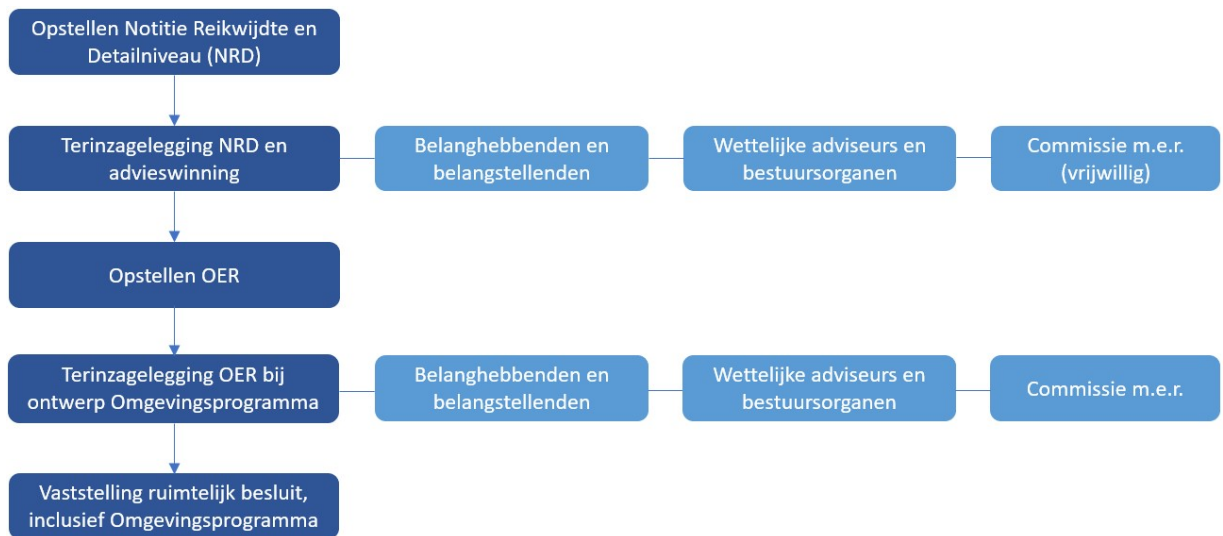 Opstellen Notitie Reikwijdte en
Detailniveau (NRD)
Terinzagelegging NRD en
advieswinning
Belanghebbenden en
belangstellenden
Wettelijke adviseurs en
bestuursorganen
Commissie m.e.r.
(vrijwillig)
Opstellen OER
Terinzagelegging OER bij
ontwerp Omgevingsprogramma
Belanghebbenden en
belangstellenden
Wettelijke adviseurs en
bestuursorganen
Commissie m.e.r.
Vaststelling ruimtelijk besluit,
inclusief Omgevingsprogramma